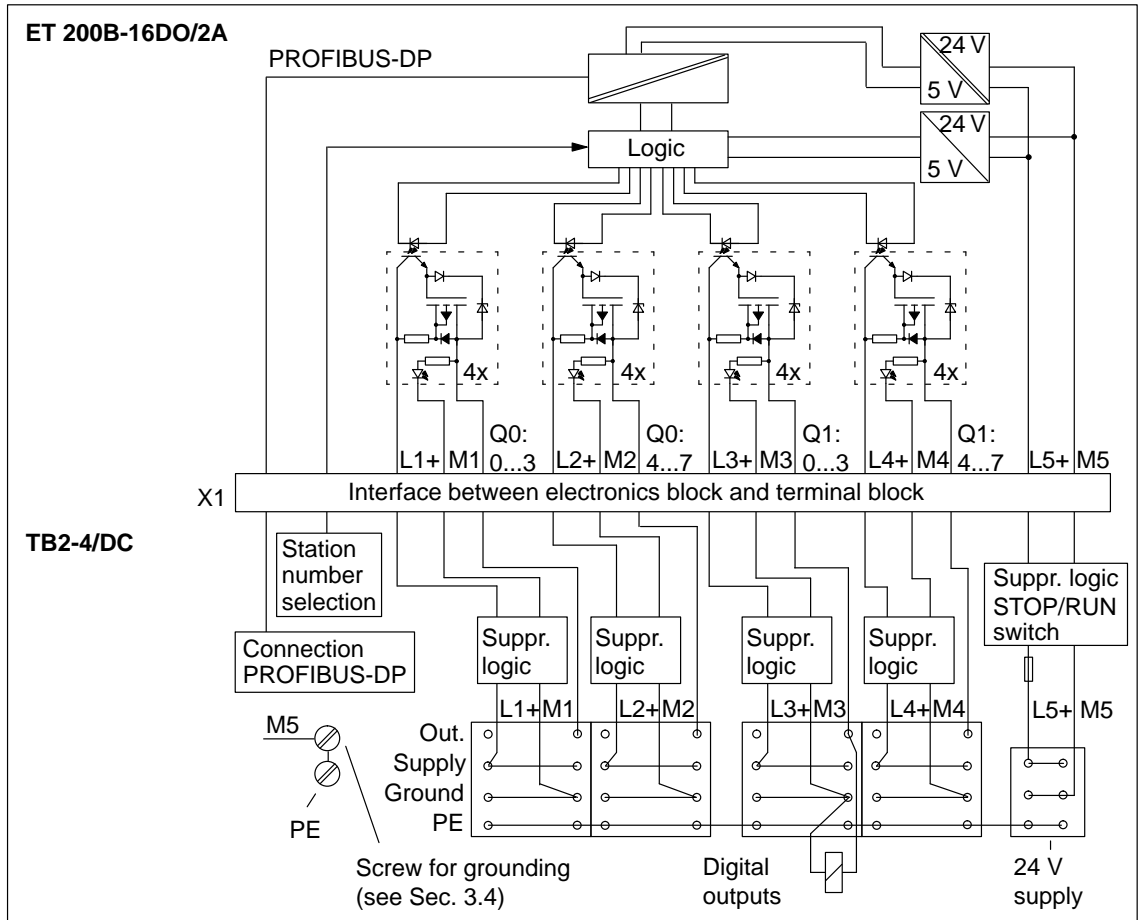 ET 200B-16DO/2A
PROFIBUS-DP
24 V
5 V
24 V
5 V
Logic
4x
4x
4x
4x
Q0:
Q0:
Q1:
Q1:
L1+ M1 0...3 L2+ M2 4...7 L3+ M3 0...3 L4+ M4 4...7 L5+ M5
X1
Interface between electronics block and terminal block
TB2-4/DC
Station
number
selection
Connection
PROFIBUS-DP
Suppr.
logic
Suppr.
logic
Suppr.
logic
Suppr.
logic
Suppr. logic
STOP/RUN
switch
L1+ M1 L2+ M2 L3+ M3 L4+ M4 L5+ M5
M5
PE
Out.
Supply
Ground
PE
Screw for grounding
(see Sec. 3.4)
Digital
outputs
24 V
supply